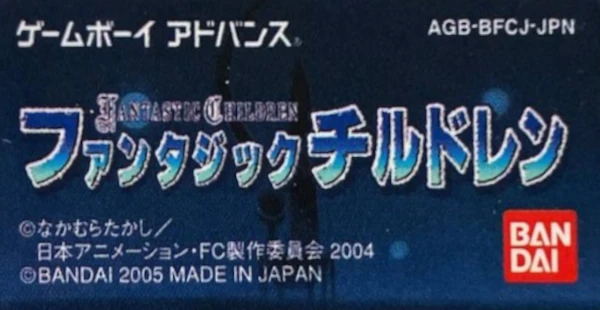 ゲームボーイ アドバンス®
AGB-BFCJ-JPN
FANTASTIC CHILDREN
ファンタジックチルドレン
©なかむらたかし／
日本アニメーション・FC製作委員会 2004
©BANDAI 2005 MADE IN JAPAN
BAN
DAI